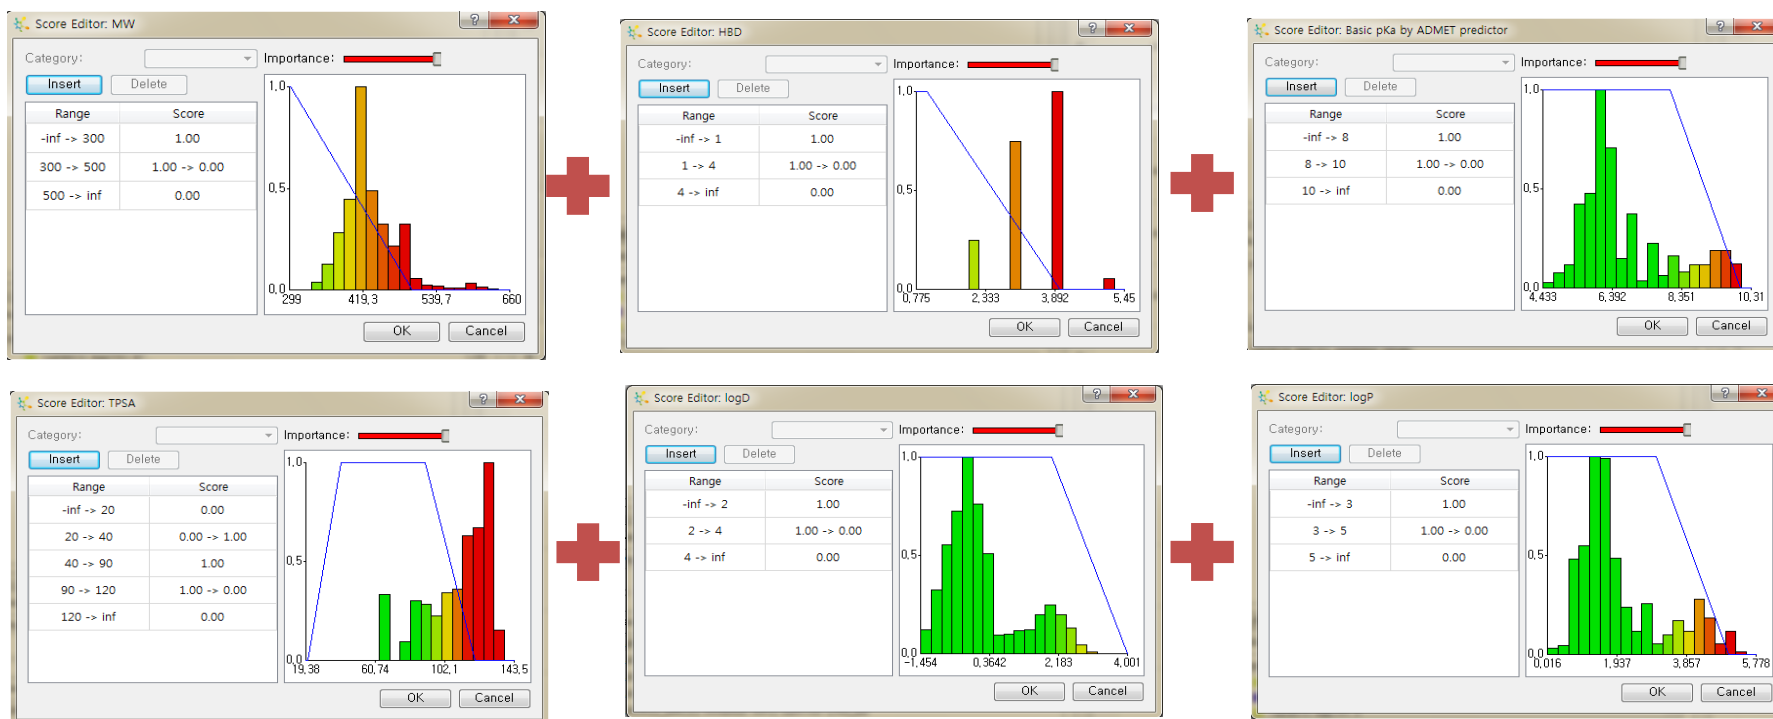 Score Editor: MW
Category:
Importance:
Insert Delete
Range Score
-inf -> 300 1.00
300 -> 500 1.00 -> 0.00
500 -> inf 0.00
1.0
0.5
0.0
299 419,3 539,7 660
OK Cancel
Score Editor: HBD
Category:
Importance:
Insert Delete
Range Score
-inf -> 1 1.00
1 -> 4 1.00 -> 0.00
4 -> inf 0.00
1.0
0.5
0.0
0,775 2,333 3,892 5,45
OK Cancel
Score Editor: Basic pKa by ADMET predictor
Category:
Importance:
Insert Delete
Range Score
-inf -> 8 1.00
8 -> 10 1.00 -> 0.00
10 -> inf 0.00
1.0
0.5
0.0
4,433 6,392 8,351 10,31
OK Cancel
Score Editor: TPSA
Category:
Importance:
Insert Delete
Range Score
-inf -> 20 0.00
20 -> 40 0.00 -> 1.00
40 -> 90 1.00
90 -> 120 1.00 -> 0.00
120 -> inf 0.00
1.0
0.5
0.0
19,38 60,74 102,1 143,5
OK Cancel
Score Editor: logD
Category:
Importance:
Insert Delete
Range Score
-inf -> 2 1.00
2 -> 4 1.00 -> 0.00
4 -> inf 0.00
1.0
0.5
0.0
-1,454 0,3642 2,183 4,001
OK Cancel
Score Editor: logP
Category:
Importance:
Insert Delete
Range Score
-inf -> 3 1.00
3 -> 5 1.00 -> 0.00
5 -> inf 0.00
1.0
0.5
0.0
0,016 1,937 3,857 5,778
OK Cancel